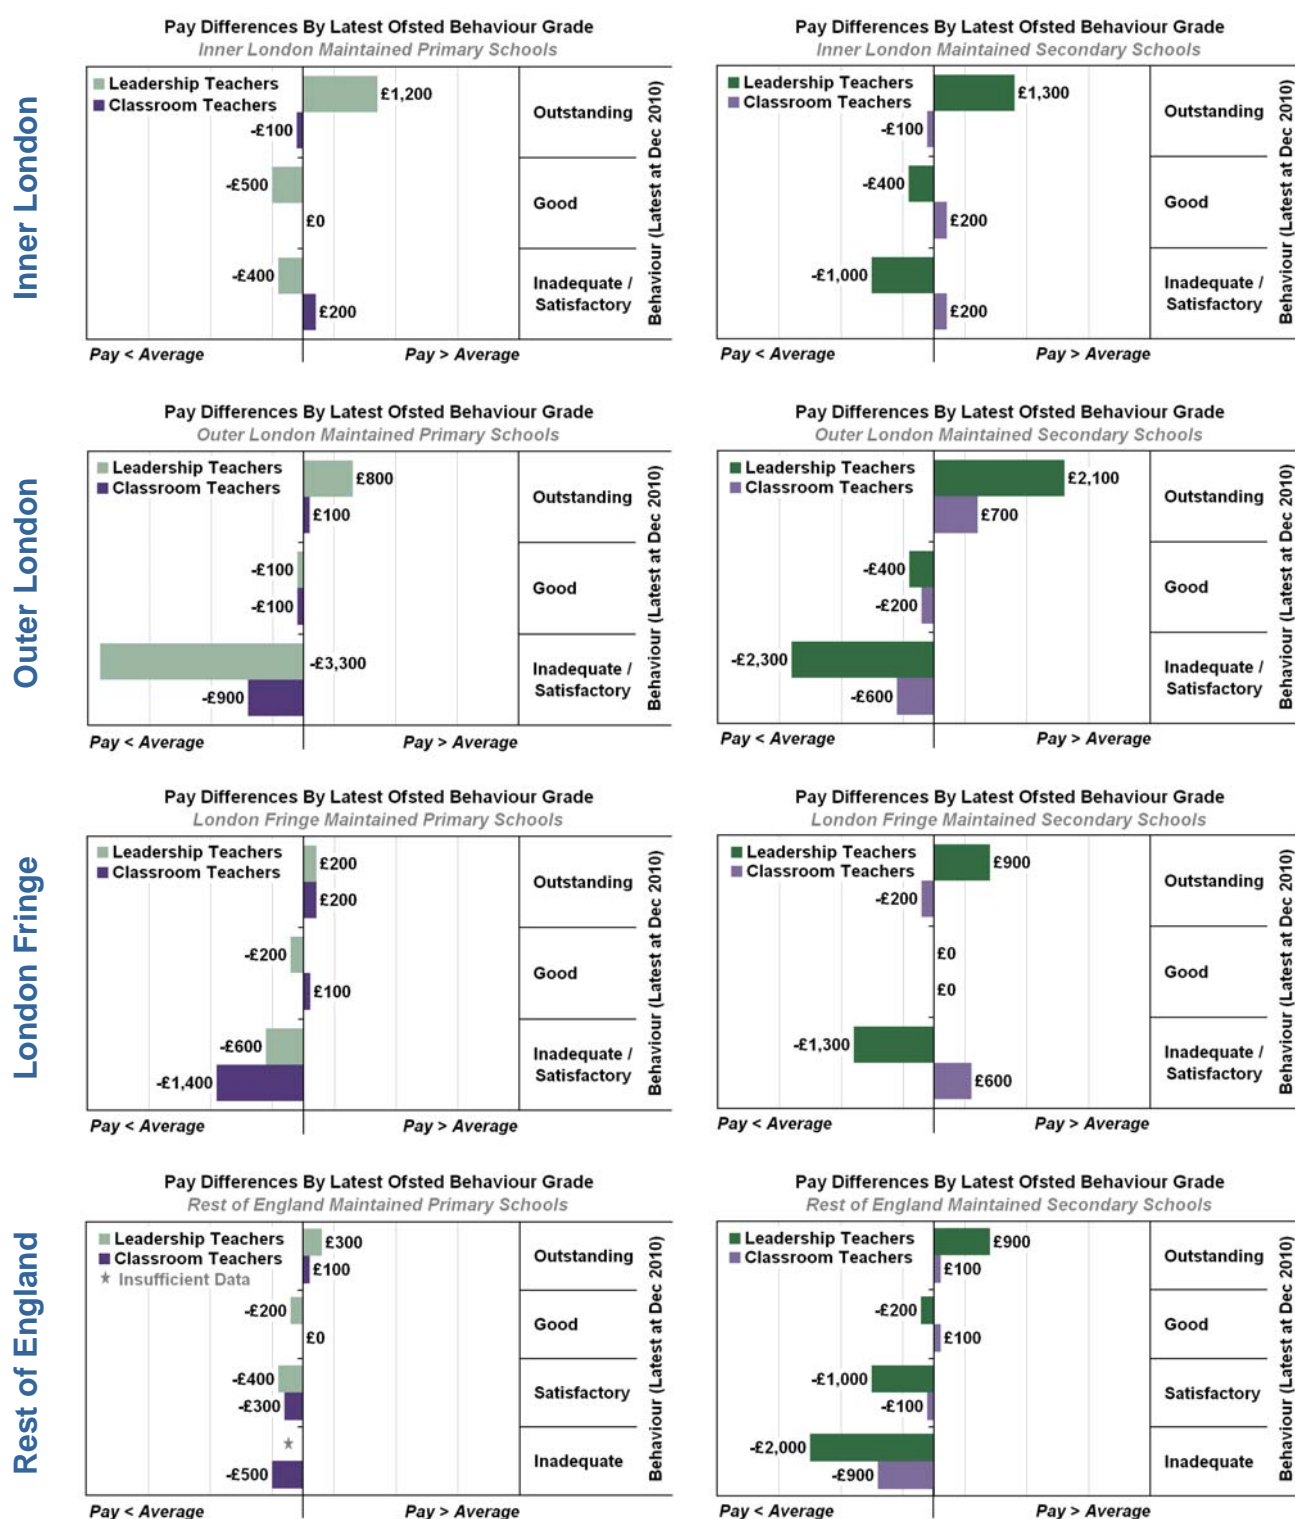 Inner London
Pay Differences By Latest Ofsted Behaviour Grade
Inner London Maintained Primary Schools
Leadership Teachers
Classroom Teachers
£1,200
-£100
-£500
£0
-£400
£200
Outstanding
Good
Inadequate /
Satisfactory
Behaviour (Latest at Dec 2010)
Pay < Average
Pay > Average
Pay Differences By Latest Ofsted Behaviour Grade
Inner London Maintained Secondary Schools
Leadership Teachers
Classroom Teachers
£1,300
-£100
-£400
£200
-£1,000
£200
Outstanding
Good
Inadequate /
Satisfactory
Behaviour (Latest at Dec 2010)
Pay < Average
Pay > Average
Outer London
Pay Differences By Latest Ofsted Behaviour Grade
Outer London Maintained Primary Schools
Leadership Teachers
Classroom Teachers
£800
£100
-£100
-£100
-£3,300
-£900
Outstanding
Good
Inadequate /
Satisfactory
Behaviour (Latest at Dec 2010)
Pay < Average
Pay > Average
Pay Differences By Latest Ofsted Behaviour Grade
Outer London Maintained Secondary Schools
Leadership Teachers
Classroom Teachers
£2,100
£700
-£400
-£200
-£2,300
-£600
Outstanding
Good
Inadequate /
Satisfactory
Behaviour (Latest at Dec 2010)
Pay < Average
Pay > Average
London Fringe
Pay Differences By Latest Ofsted Behaviour Grade
London Fringe Maintained Primary Schools
Leadership Teachers
Classroom Teachers
£200
£200
-£200
£100
-£600
-£1,400
Outstanding
Good
Inadequate /
Satisfactory
Behaviour (Latest at Dec 2010)
Pay < Average
Pay > Average
Pay Differences By Latest Ofsted Behaviour Grade
London Fringe Maintained Secondary Schools
Leadership Teachers
Classroom Teachers
£900
-£200
£0
£0
-£1,300
£600
Outstanding
Good
Inadequate /
Satisfactory
Behaviour (Latest at Dec 2010)
Pay < Average
Pay > Average
Rest of England
Pay Differences By Latest Ofsted Behaviour Grade
Rest of England Maintained Primary Schools
Leadership Teachers
Classroom Teachers
Insufficient Data
£300
£100
-£200
£0
-£400
-£300
-£500
Outstanding
Good
Satisfactory
Inadequate
Behaviour (Latest at Dec 2010)
Pay < Average
Pay > Average
Pay Differences By Latest Ofsted Behaviour Grade
Rest of England Maintained Secondary Schools
Leadership Teachers
Classroom Teachers
£900
£100
-£200
£100
-£1,000
-£100
-£2,000
-£900
Outstanding
Good
Satisfactory
Inadequate
Behaviour (Latest at Dec 2010)
Pay < Average
Pay > Average